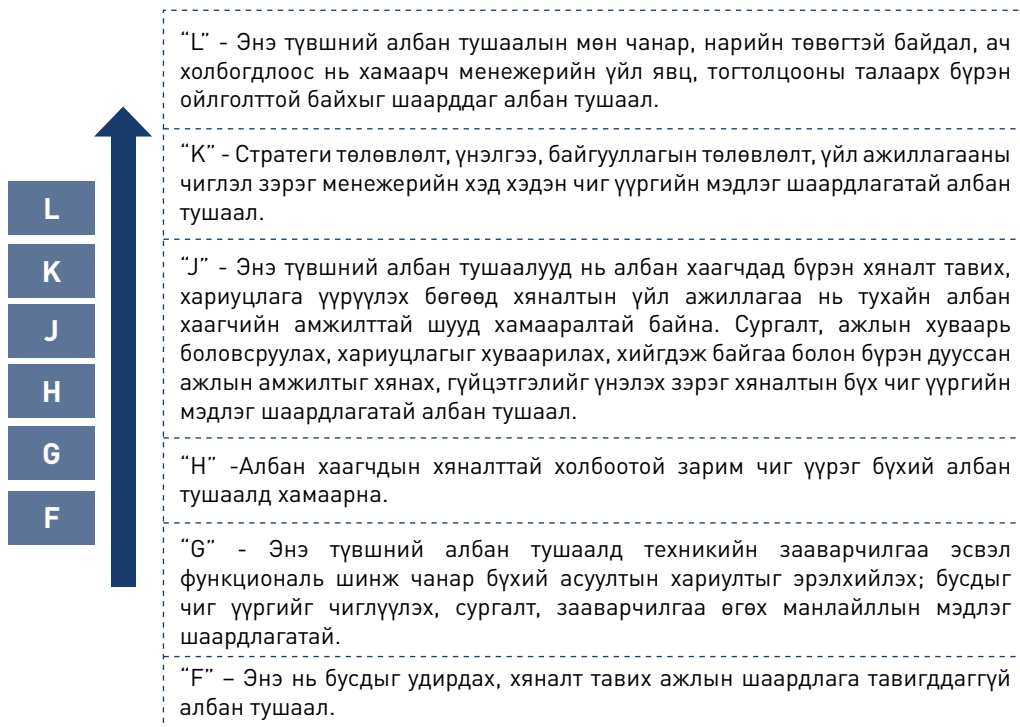 L
K
J
H
G
F
“L” - Энэ түвшний албан тушаалын мөн чанар, нарийн төвөгтэй байдал, ач
холбогдлоос нь хамаарч менежерийн үйл явц, тогтолцооны талаарх бүрэн
ойлголттой байхыг шаарддаг албан тушаал.
“K” - Стратеги төлөвлөлт, үнэлгээ, байгууллагын төлөвлөлт, үйл ажиллагааны
чиглэл зэрэг менежерийн хэд хэдэн чиг үүргийн мэдлэг шаардлагатай албан
тушаал.
“J” - Энэ түвшний албан тушаалууд нь албан хаагчдад бүрэн хяналт тавих,
хариуцлага үүрүүлэх бөгөөд хяналтын үйл ажиллагаа нь тухайн албан
хаагчийн амжилттай шууд хамааралтай байна. Сургалт, ажлын хуваарь
боловсруулах, хариуцлагыг хуваарилах, хийгдэж байгаа болон бүрэн дууссан
ажлын амжилтыг хянах, гүйцэтгэлийг үнэлэх зэрэг хяналтын бүх чиг үүргийн
мэдлэг шаардлагатай албан тушаал.
“H” -Албан хаагчдын хяналттай холбоотой зарим чиг үүрэг бүхий албан
тушаалд хамаарна.
“G” - Энэ түвшний албан тушаалд техникийн зааварчилгаа эсвэл
функциональ шинж чанар бүхий асуултын хариултыг эрэлхийлэх; бусдыг
чиг үүргийг чиглүүлэх, сургалт, зааварчилгаа өгөх манлайллын мэдлэг
шаардлагатай.
“F” – Энэ нь бусдыг удирдах, хяналт тавих ажлын шаардлага тавигддаггүй
албан тушаал.